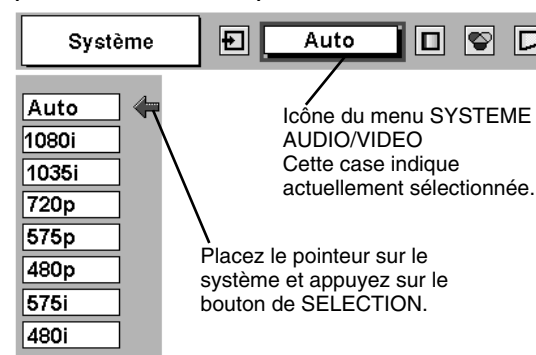 Système
Auto
Icône du menu SYSTEME
AUDIO/VIDEO
Cette case indique
actuellement sélectionnée.
Auto
1080i
1035i
720p
575p
480p
575i
480i
Placez le pointeur sur le
système et appuyez sur le
bouton de SELECTION.